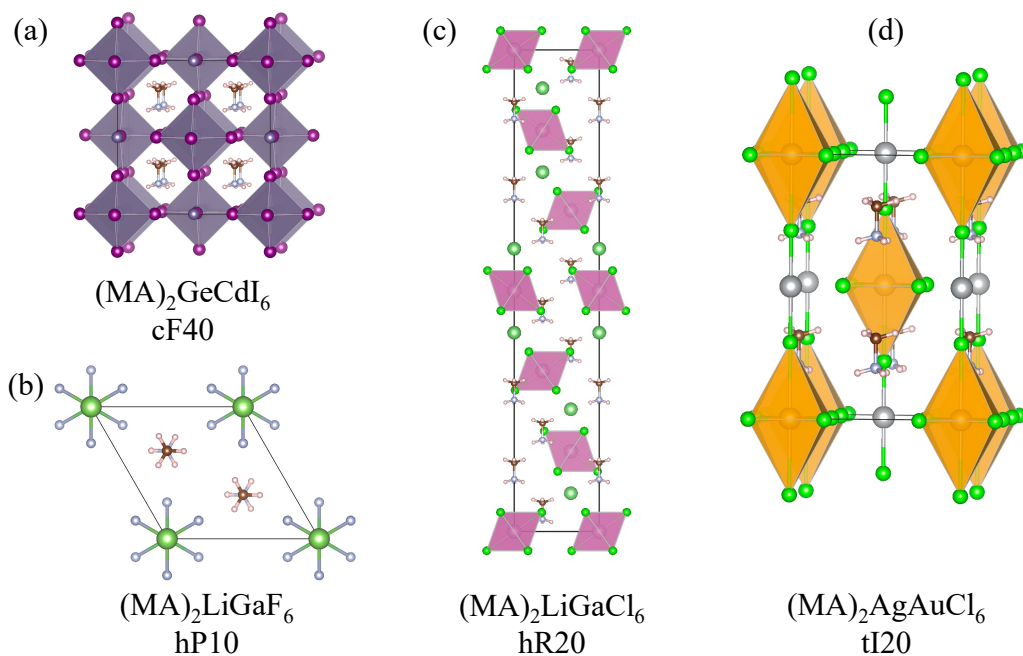 (a)
(MA)₂GeCdI₆
cF40
(b)
(MA)₂LiGaF₆
hP10
(c)
(MA)₂LiGaCl₆
hR20
(d)
(MA)₂AgAuCl₆
tI20